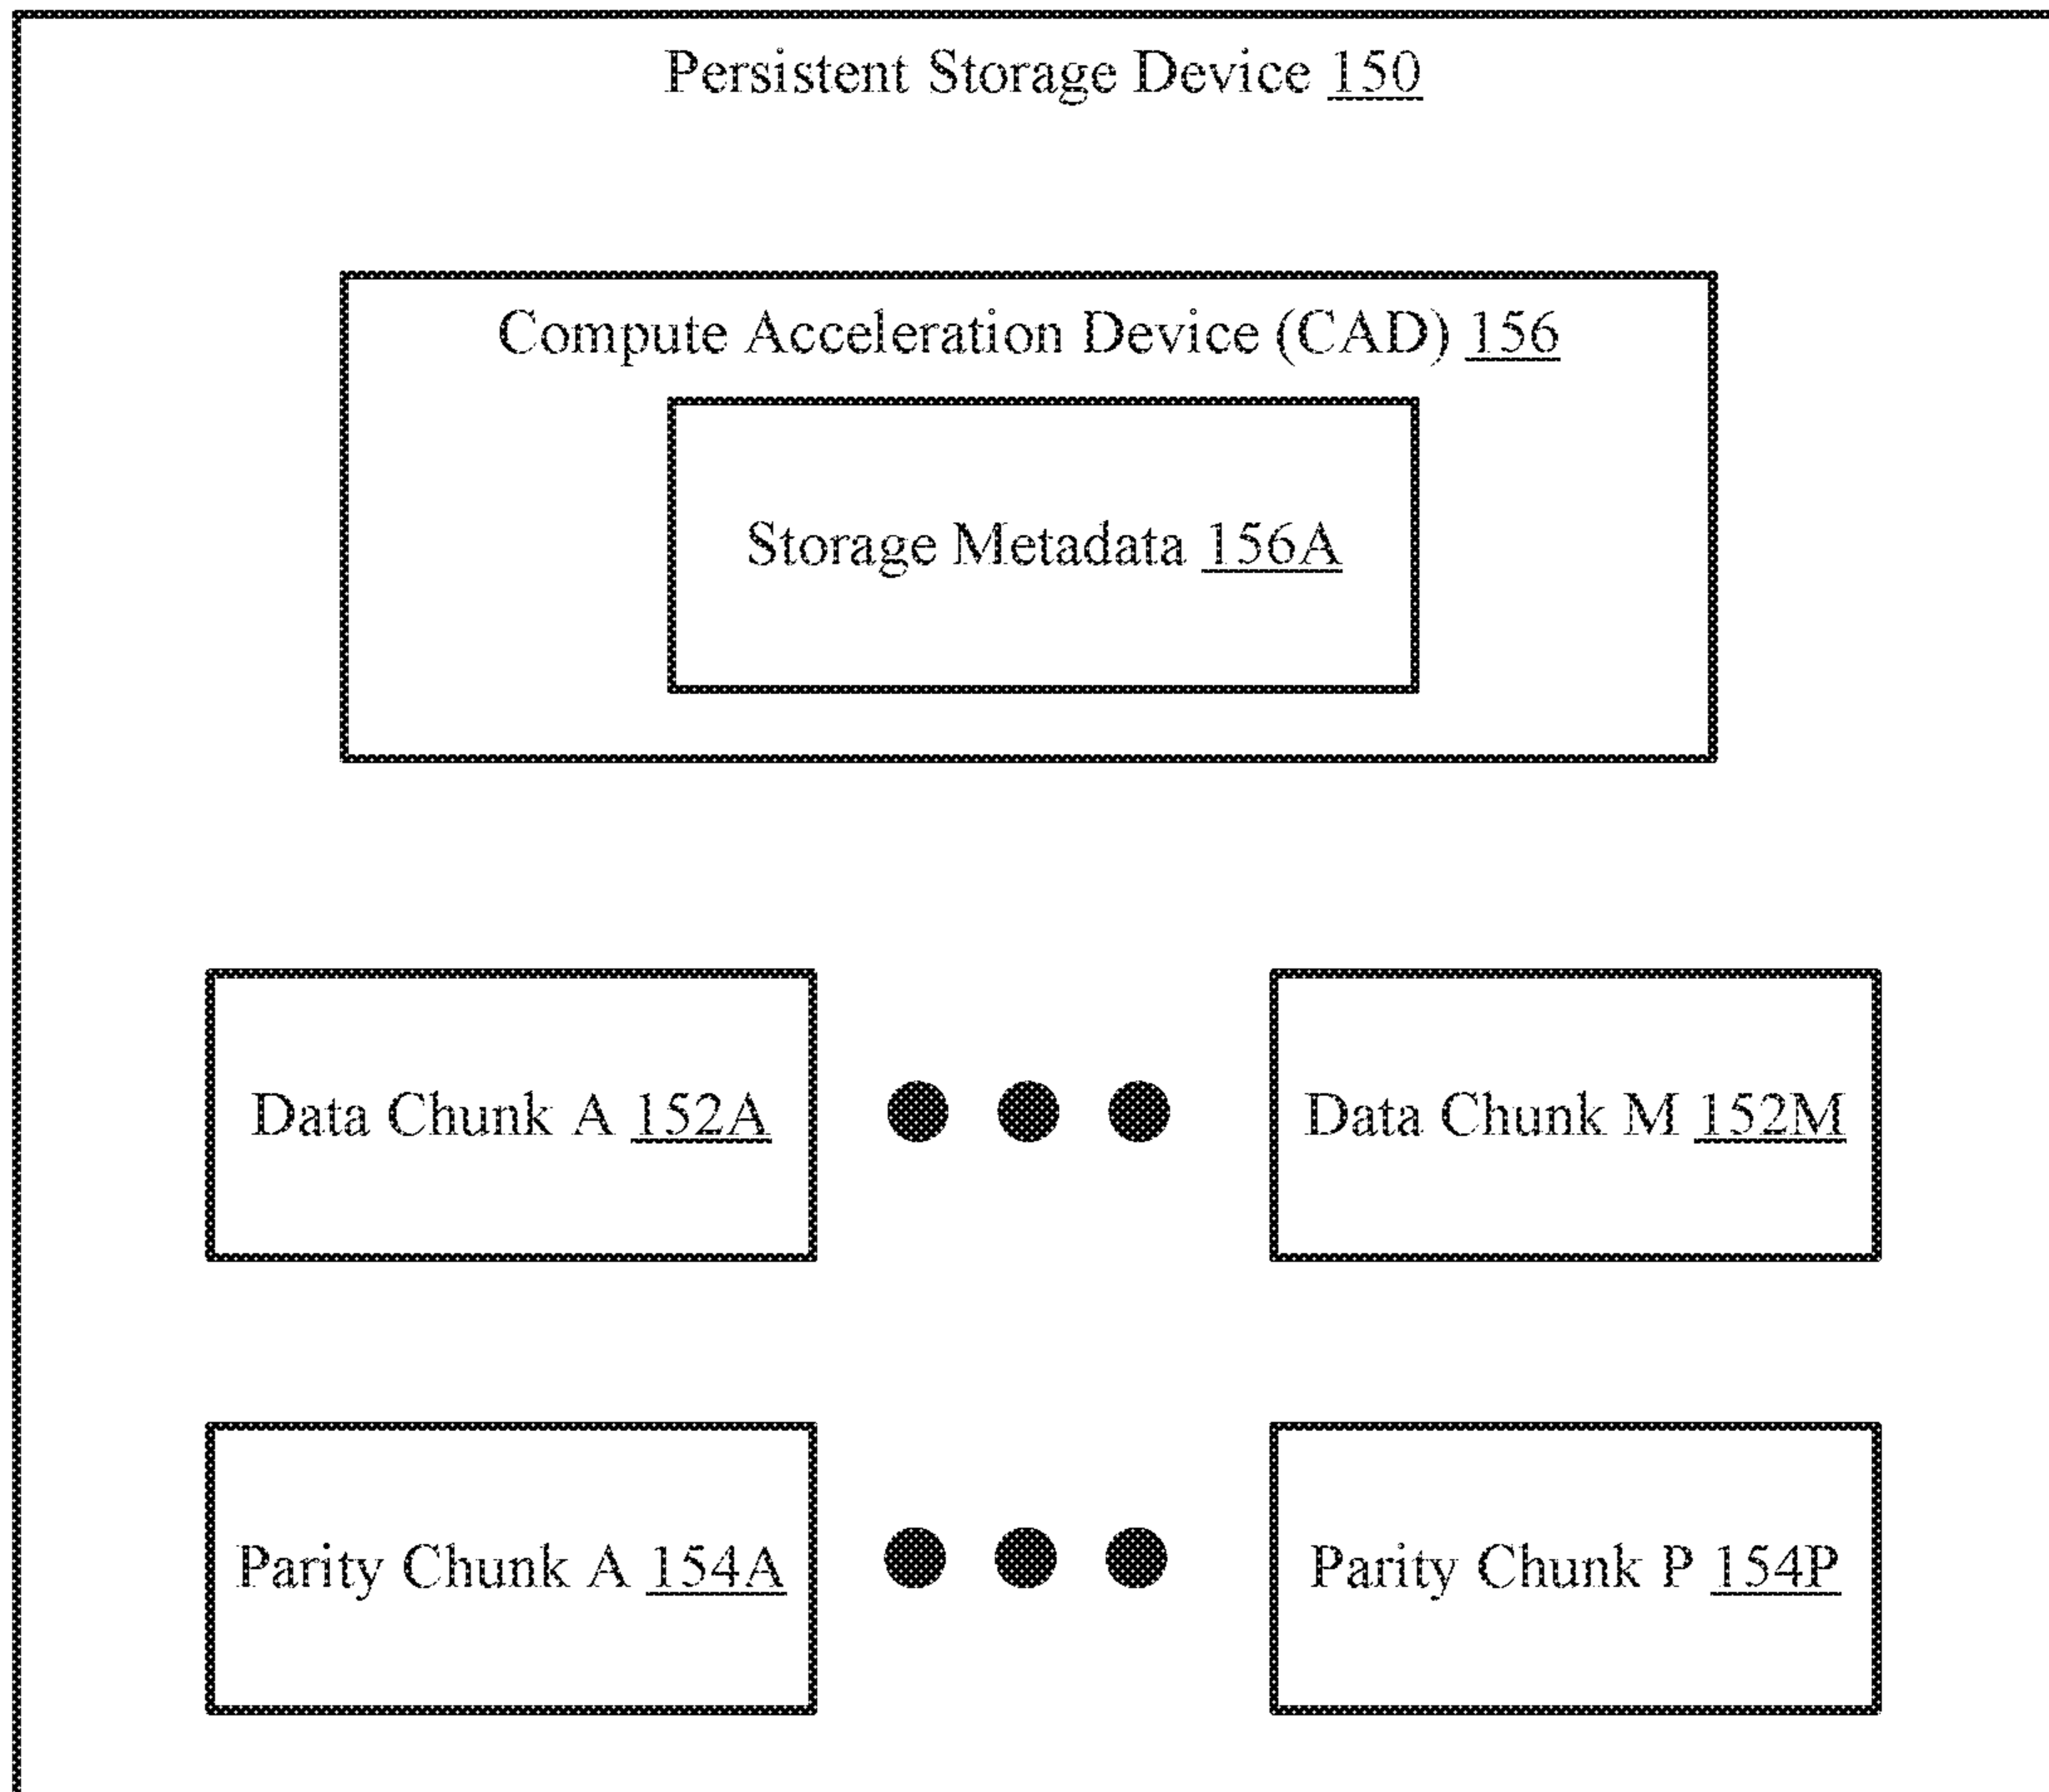 Persistent Storage Device 150
Compute Acceleration Device (CAD) 156
Storage Metadata 156A
Data Chunk A 152A
Data Chunk M 152M
Parity Chunk A 154A
Parity Chunk P 154P